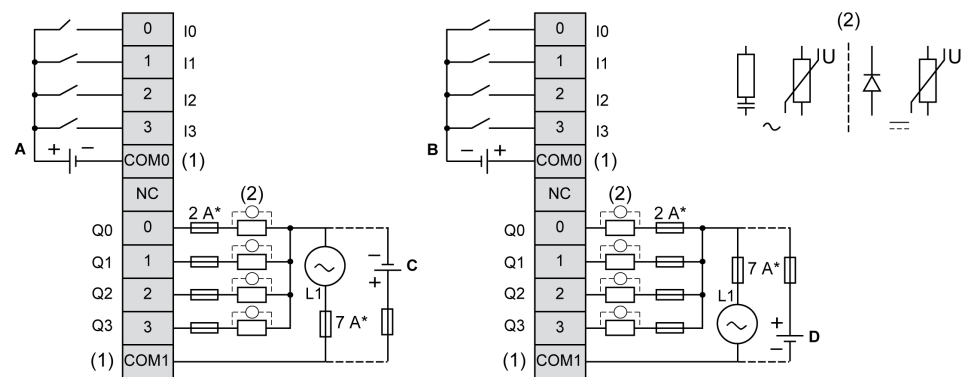 0 I0
1 I1
2 I2
3 I3
A + − COM0 (1)
NC (2)
2 A*
Q0 0
Q1 1
Q2 2
Q3 3
L1
7 A*
− C
+
(1) COM1
0 I0
1 I1
2 I2
3 I3
B − + COM0 (1)
NC (2)
2 A*
Q0 0
Q1 1
Q2 2
Q3 3
7 A*
L1
+ D
−
(1) COM1
(2)
U U